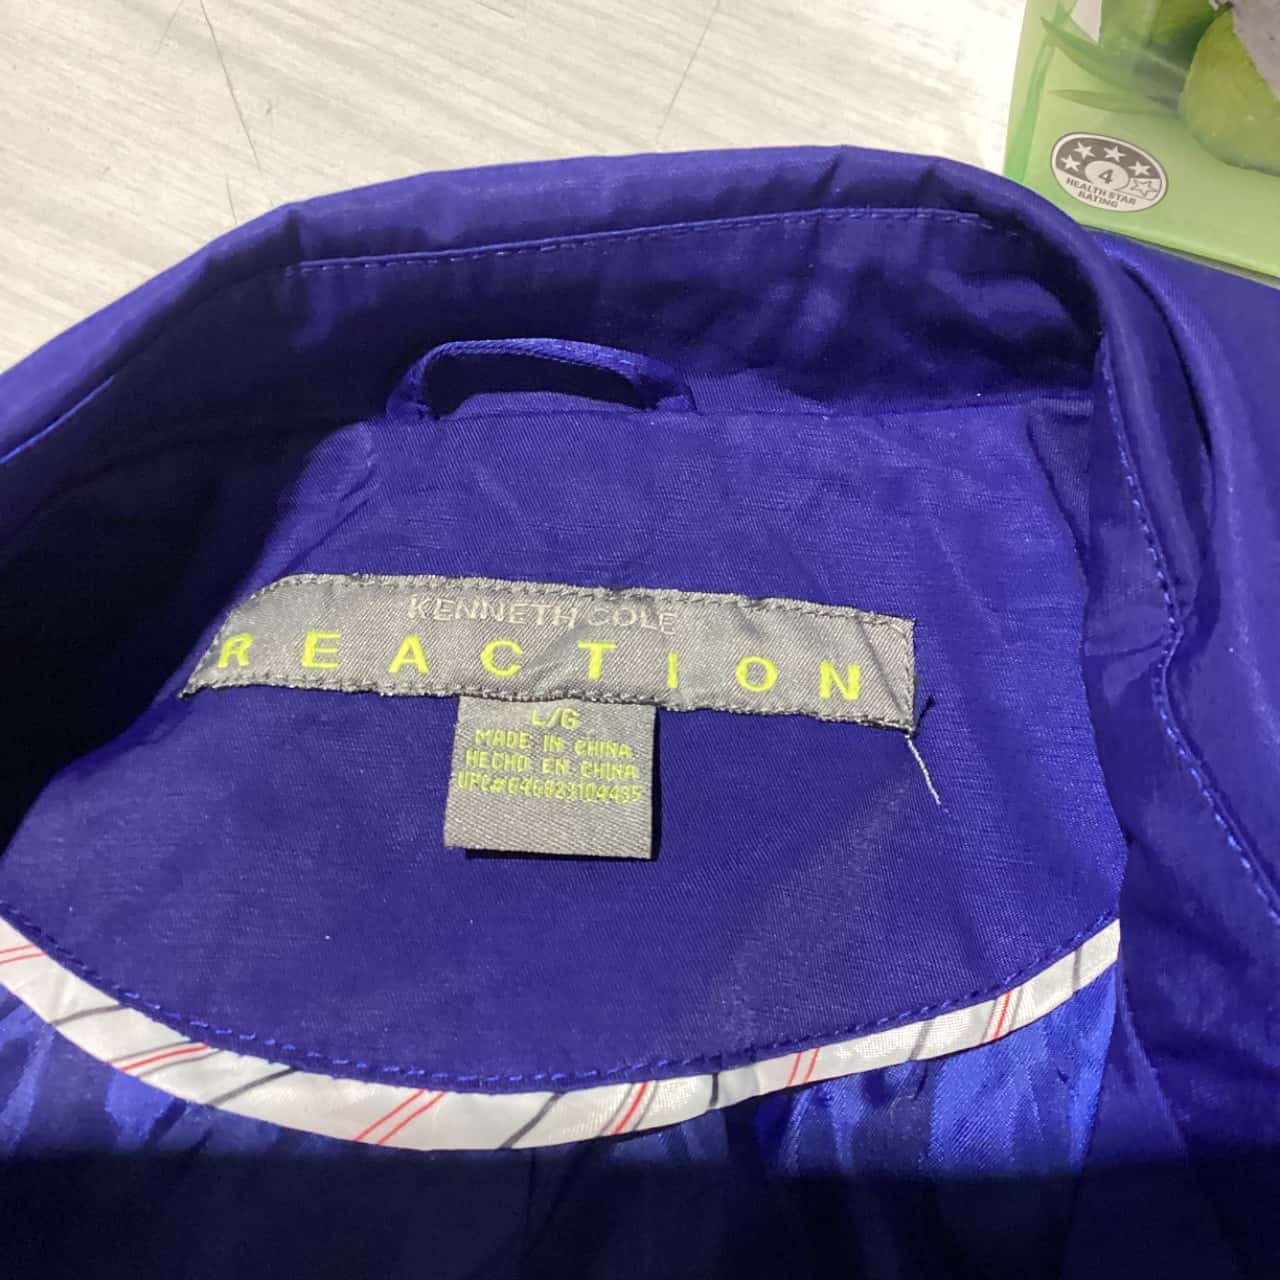 4
HEALTH STAR
RATING
KENNETH COLE
REACTION
L/G
MADE IN CHINA
HECHO EN CHINA